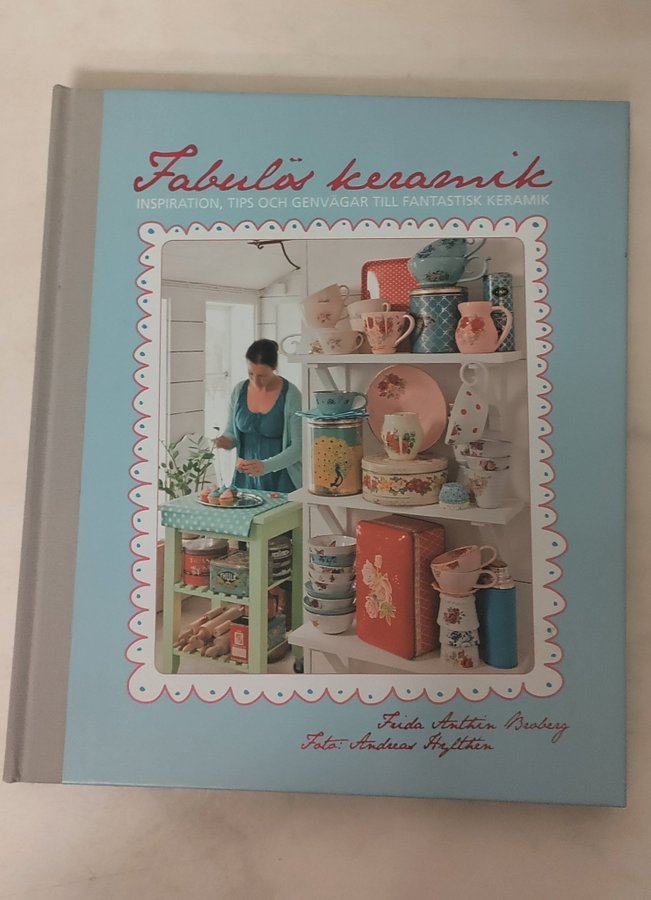 Fabulös keramik
INSPIRATION, TIPS OCH GENVÄGAR TILL FANTASTISK KERAMIK
Frida Anthin Broberg
Foto: Andreas Hylthén